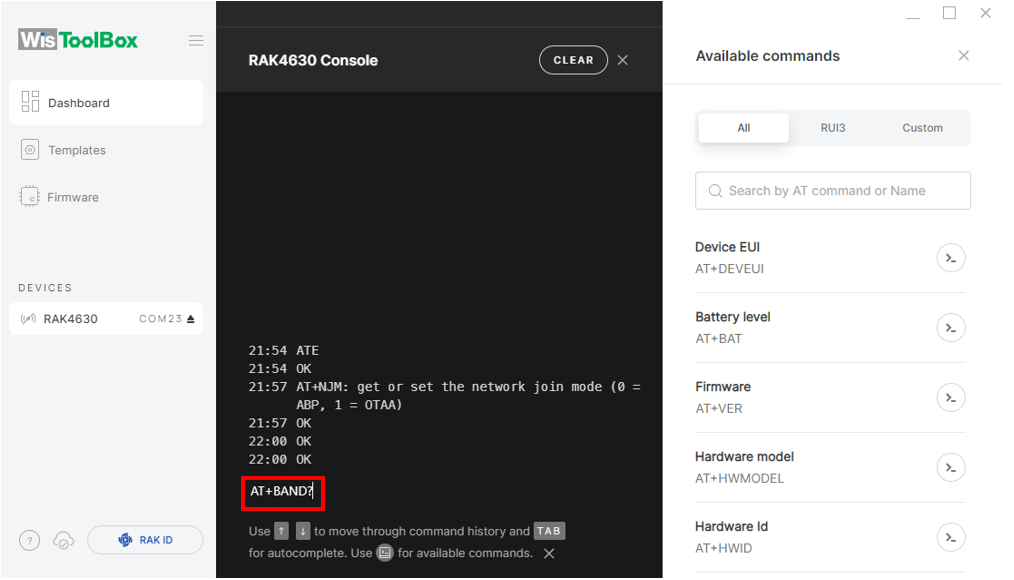 WisToolBox
Dashboard
Templates
Firmware
DEVICES
RAK4630 COM23
?
RAK ID
RAK4630 Console
CLEAR
21:54 ATE
21:54 OK
21:57 AT+NJM: get or set the network join mode (0 =
ABP, 1 = OTAA)
21:57 OK
22:00 OK
22:00 OK
AT+BAND?
Use ↑ ↓ to move through command history and TAB
for autocomplete. Use for available commands.
Available commands
All RUI3 Custom
Search by AT command or Name
Device EUI
AT+DEVEUI
Battery level
AT+BAT
Firmware
AT+VER
Hardware model
AT+HWMODEL
Hardware Id
AT+HWID